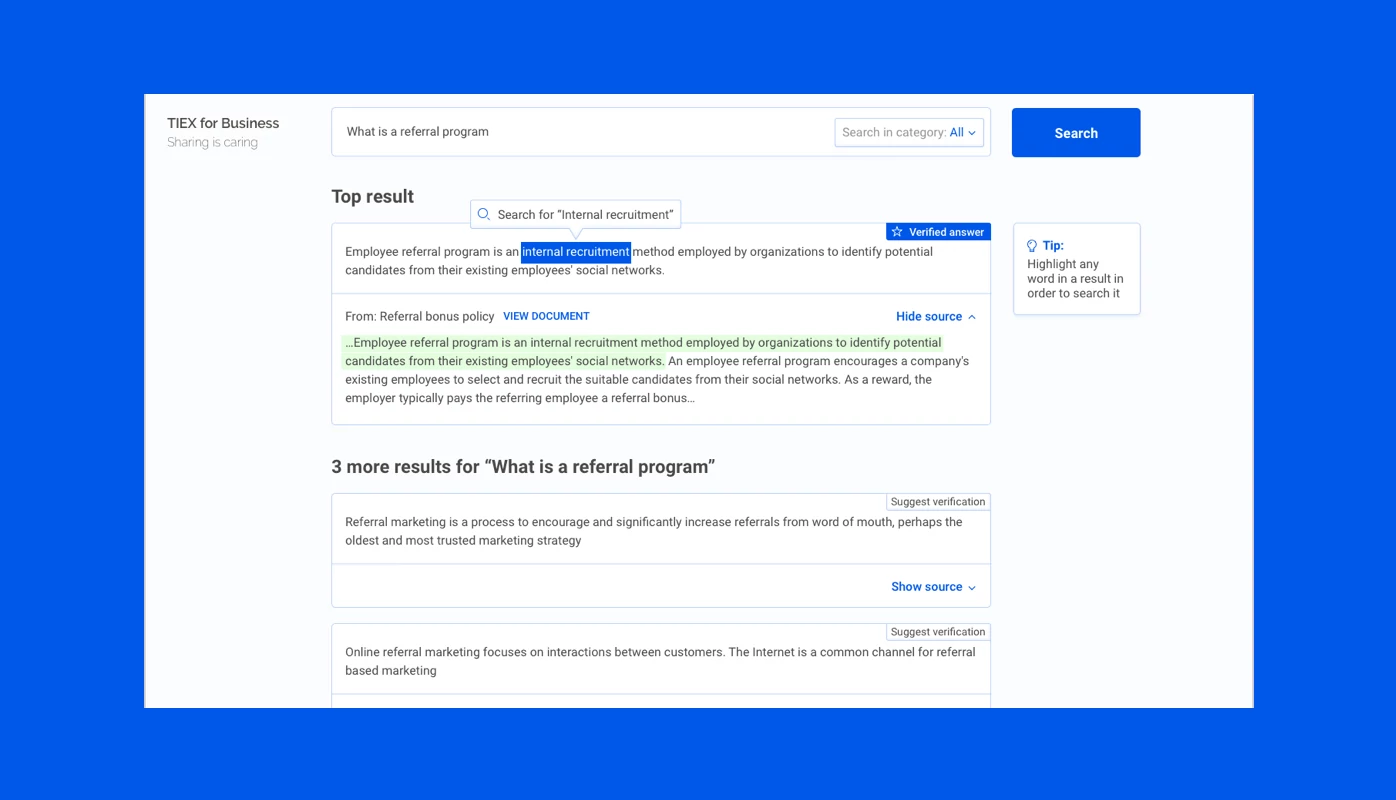 TIEX for Business
Sharing is caring
What is a referral program
Search in category: All
Search
Top result
Search for “Internal recruitment”
Verified answer
Employee referral program is an internal recruitment method employed by organizations to identify potential
candidates from their existing employees' social networks.
Tip:
Highlight any
word in a result in
order to search it
From: Referral bonus policy VIEW DOCUMENT
Hide source
…Employee referral program is an internal recruitment method employed by organizations to identify potential
candidates from their existing employees' social networks. An employee referral program encourages a company's
existing employees to select and recruit the suitable candidates from their social networks. As a reward, the
employer typically pays the referring employee a referral bonus…
3 more results for “What is a referral program”
Suggest verification
Referral marketing is a process to encourage and significantly increase referrals from word of mouth, perhaps the
oldest and most trusted marketing strategy
Show source
Suggest verification
Online referral marketing focuses on interactions between customers. The Internet is a common channel for referral
based marketing